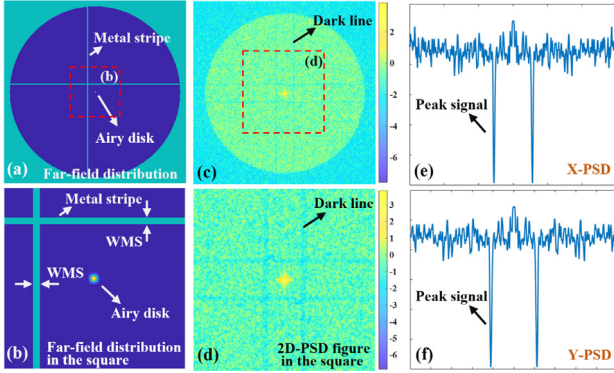 Metal stripe
(b)
Airy disk
(a)
Far-field distribution
Dark line
(d)
(c)
2
0
-2
-4
-6
Peak signal
(e)
X-PSD
Metal stripe
WMS
WMS
Airy disk
(b)
Far-field distribution
in the square
Dark line
(d)
2D-PSD figure
in the square
3
2
1
0
-1
-2
-3
-4
-5
-6
Peak signal
(f)
Y-PSD